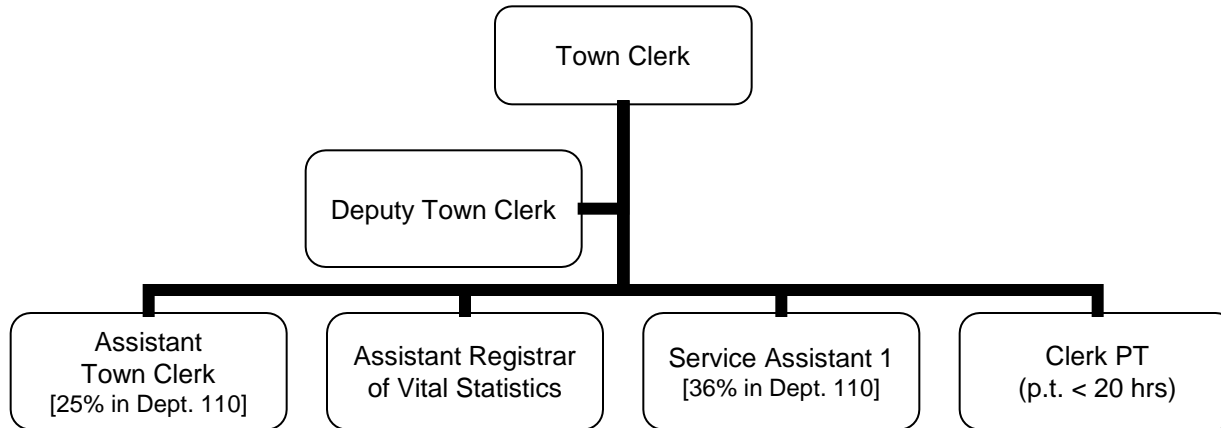 Town Clerk
Deputy Town Clerk
Assistant
Town Clerk
[25% in Dept. 110]
Assistant Registrar
of Vital Statistics
Service Assistant 1
[36% in Dept. 110]
Clerk PT
(p.t. < 20 hrs)